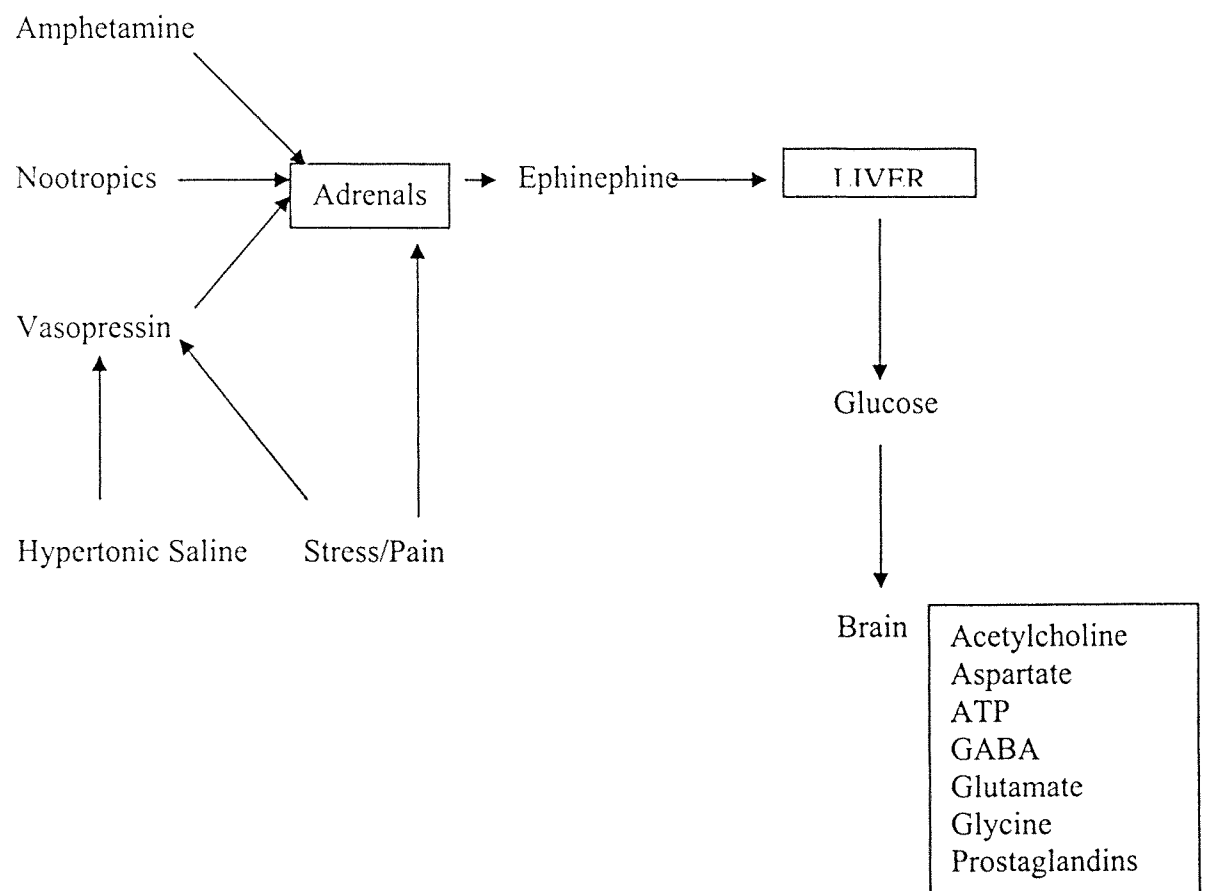 Amphetamine
Nootropics
Adrenals
Ephinephine
LIVER
Vasopressin
Glucose
Hypertonic Saline
Stress/Pain
Brain
Acetylcholine
Aspartate
ATP
GABA
Glutamate
Glycine
Prostaglandins